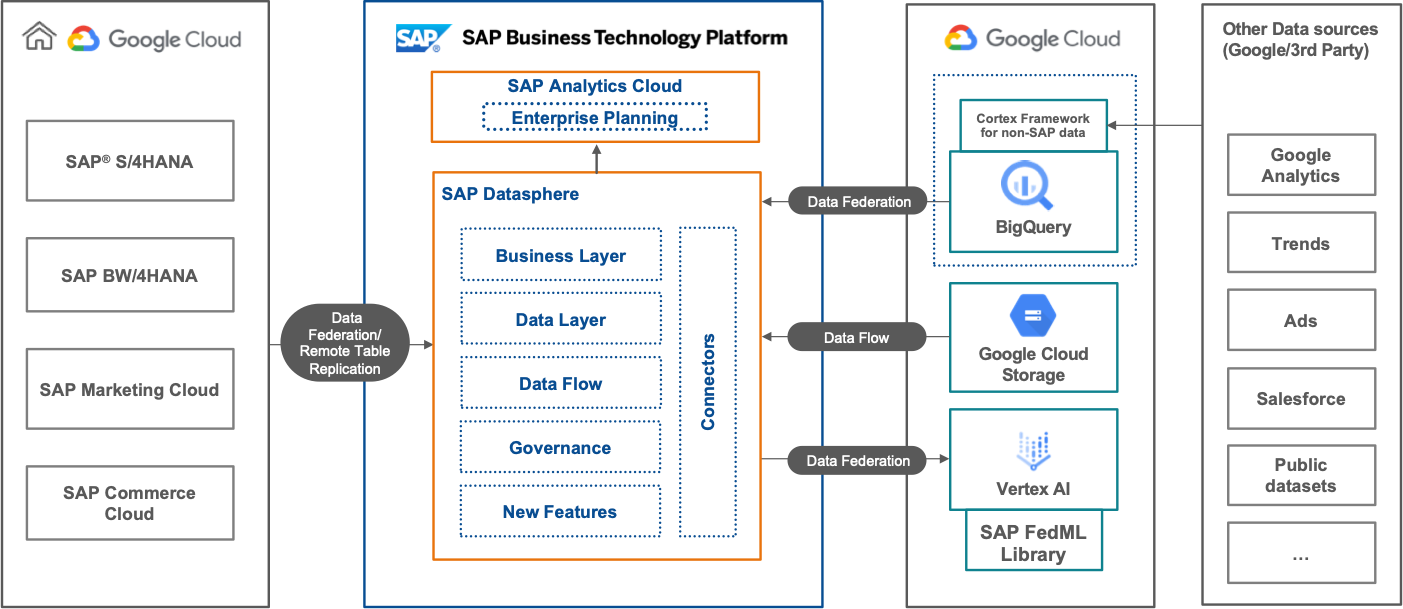 Google Cloud
SAP® S/4HANA
SAP BW/4HANA
SAP Marketing Cloud
SAP Commerce
Cloud
Data
Federation/
Remote Table
Replication
SAP® SAP Business Technology Platform
SAP Analytics Cloud
Enterprise Planning
SAP Datasphere
Business Layer
Data Layer
Data Flow
Governance
New Features
Connectors
Data Federation
Data Flow
Data Federation
Google Cloud
Cortex Framework
for non-SAP data
BigQuery
Google Cloud
Storage
Vertex AI
SAP FedML
Library
Other Data sources
(Google/3rd Party)
Google
Analytics
Trends
Ads
Salesforce
Public
datasets
...